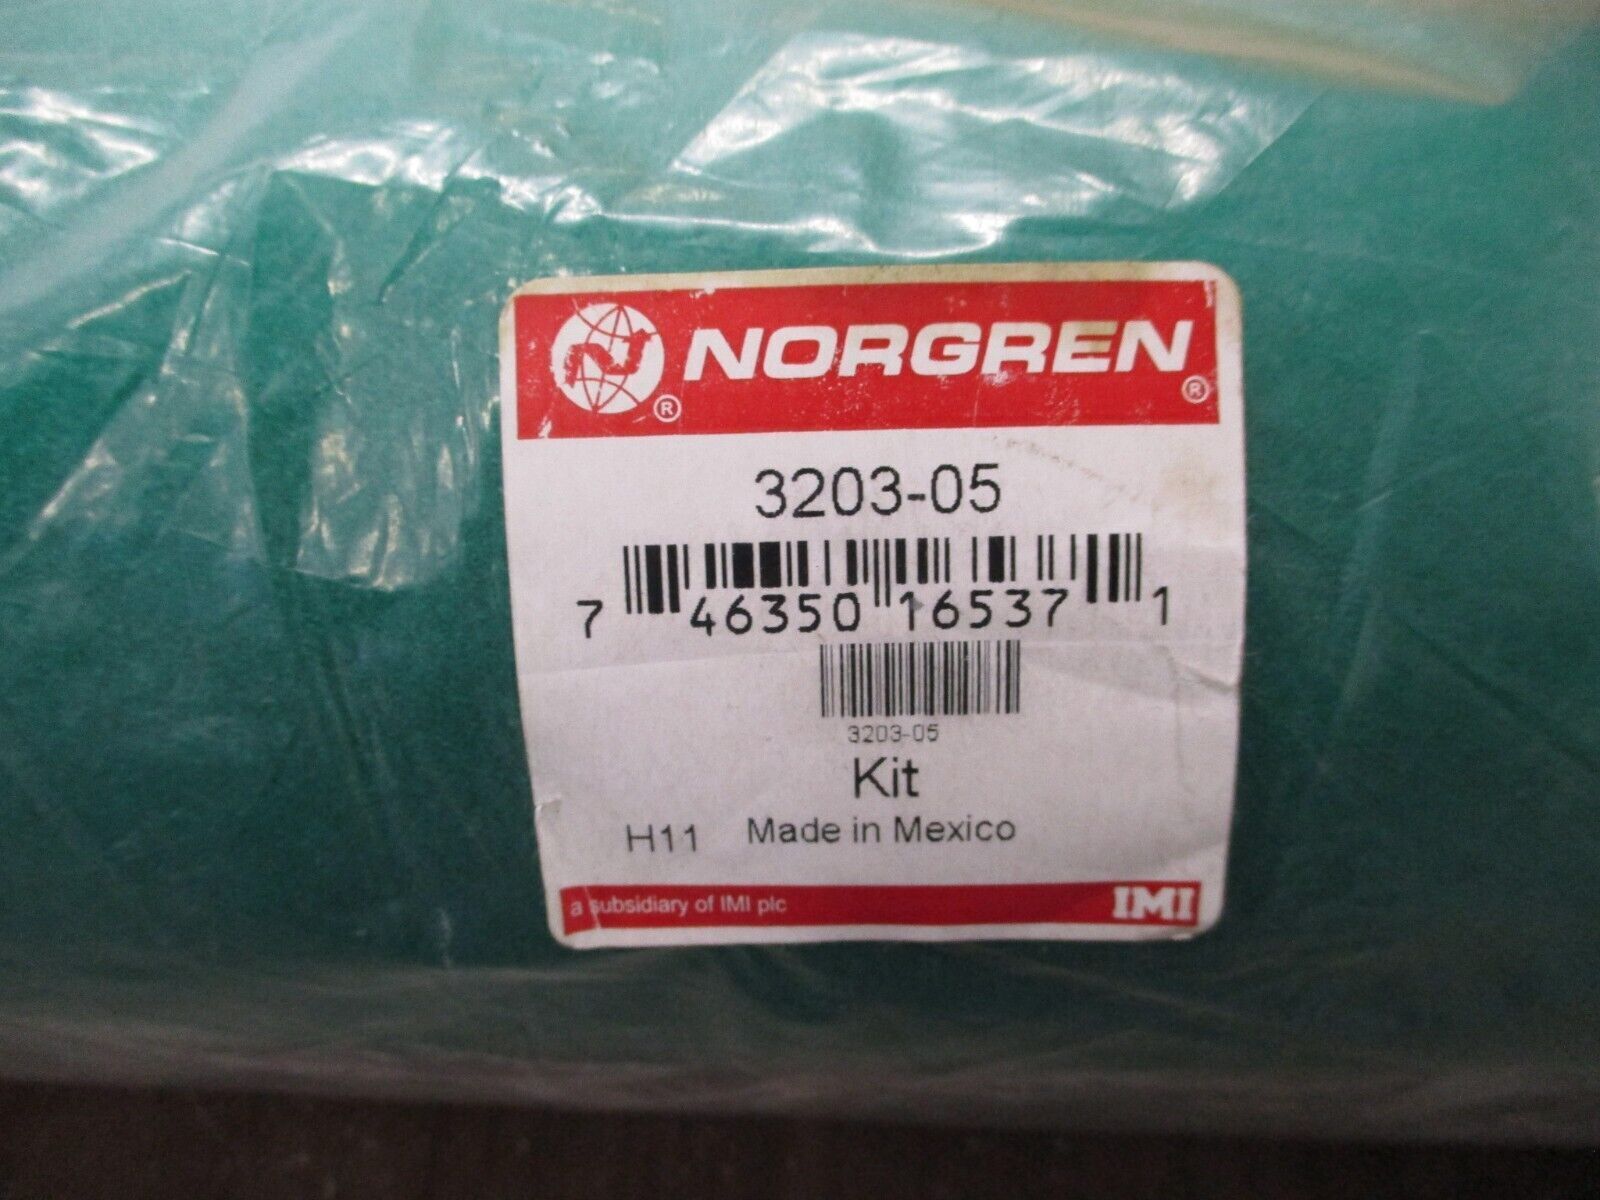 N ® NORGREN ®
3203-05
7 46350 16537 1
3203-05
Kit
H11 Made in Mexico
a subsidiary of IMI plc IMI